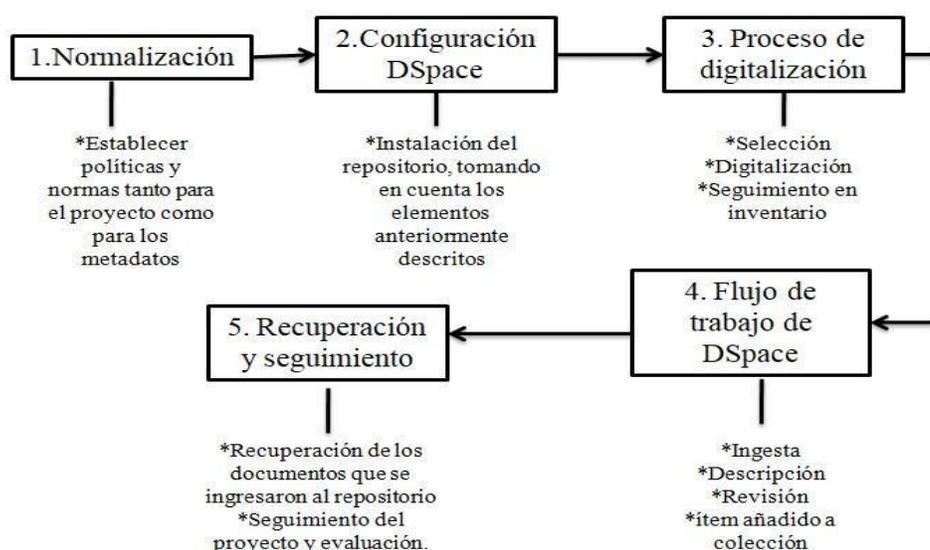 1.Normalización
*Establecer
políticas y
normas tanto para
el proyecto como
para los
metadatos
2.Configuración
DSpace
*Instalación del
repositorio, tomando
en cuenta los
elementos
anteriormente
descritos
3. Proceso de
digitalización
*Selección
*Digitalización
*Seguimiento en
inventario
4. Flujo de
trabajo de
DSpace
*Ingesta
*Descripción
*Revisión
*ítem añadido a
colección
5. Recuperación
y seguimiento
*Recuperación de los
documentos que se
ingresaron al repositorio
*Seguimiento del
proyecto y evaluación.